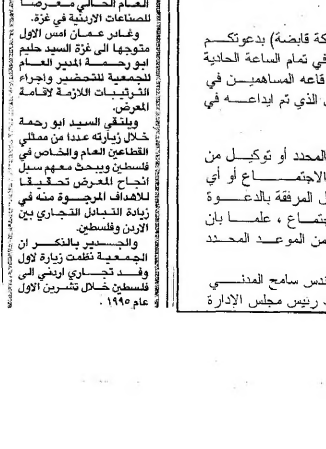 العام الحالي معرضا
للصناعات الاردنية في غزة.
وغادر عمان امس الاول
متوجها الى غزة السيد حليم
ابو رحمة المدير العام
للجمعية للتحضير واجراء
الترتيبات اللازمة لاقامة
المعرض.
ويلتقي السيد ابو رحمة
خلال زيارته عددا من ممثلي
القطاعين العام والخاص في
فلسطين ويبحث معهم سبل
انجاح المعرض تحقيقا
للاهداف المرجوة منه في
زيادة التبادل التجاري بين
الاردن وفلسطين.
والجدير بالذكر ان
الجمعية نظمت زيارة لاول
وفد تجاري اردني الى
فلسطين خلال تشرين الاول
عام ١٩٩٥.
كة قابضة) بدعوتكم
في تمام الساعة الحادية
قاعه المساهمين في
الذي تم ايداعه في
المحدد أو توكيل من
الاجتماع أو أي
المرفقة بالدعوة
جتماع ، علما بان
من الموعد المحدد
ندس سامح المدني
رئيس مجلس الإدارة